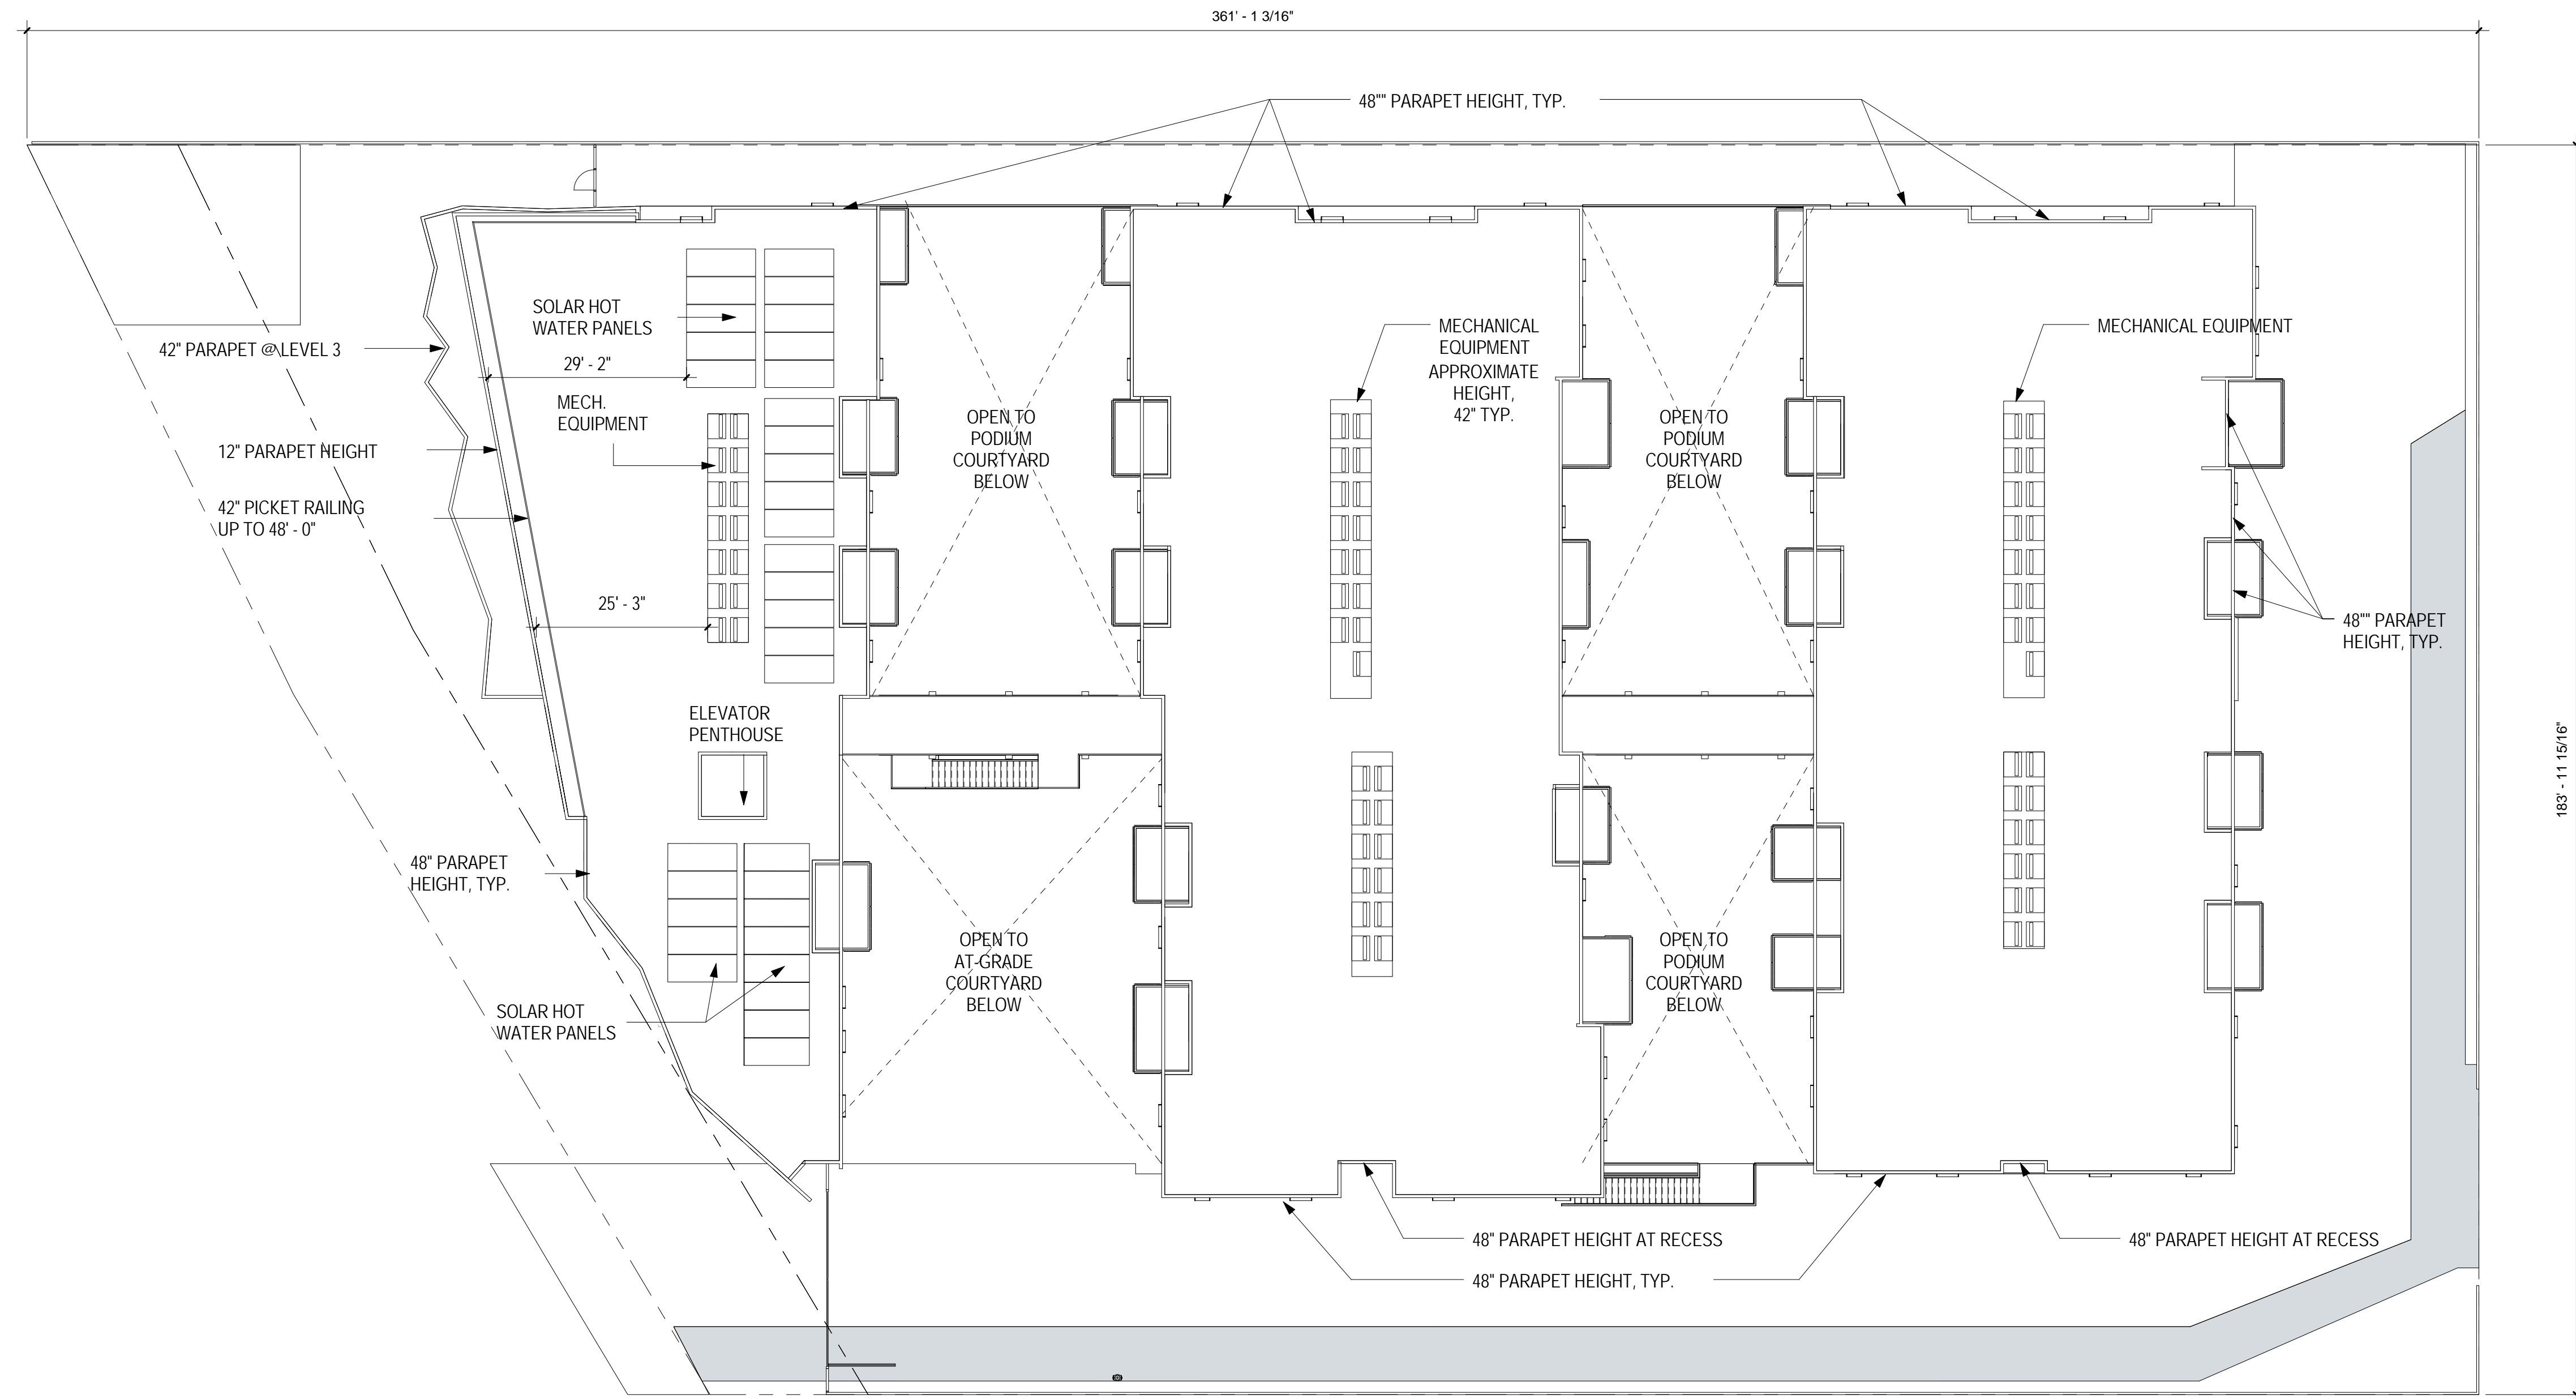 361' - 1 3/16"
48"" PARAPET HEIGHT, TYP.
SOLAR HOT
WATER PANELS
42" PARAPET @ LEVEL 3
29' - 2"
MECH.
EQUIPMENT
12" PARAPET HEIGHT
42" PICKET RAILING
UP TO 48' - 0"
25' - 3"
OPEN TO
PODIUM
COURTYARD
BELOW
MECHANICAL
EQUIPMENT
APPROXIMATE
HEIGHT,
42" TYP.
OPEN TO
PODIUM
COURTYARD
BELOW
MECHANICAL EQUIPMENT
48"" PARAPET
HEIGHT, TYP.
ELEVATOR
PENTHOUSE
183' - 11 15/16"
48" PARAPET
HEIGHT, TYP.
OPEN TO
AT-GRADE
COURTYARD
BELOW
OPEN TO
PODIUM
COURTYARD
BELOW
SOLAR HOT
WATER PANELS
48" PARAPET HEIGHT AT RECESS
48" PARAPET HEIGHT AT RECESS
48" PARAPET HEIGHT, TYP.